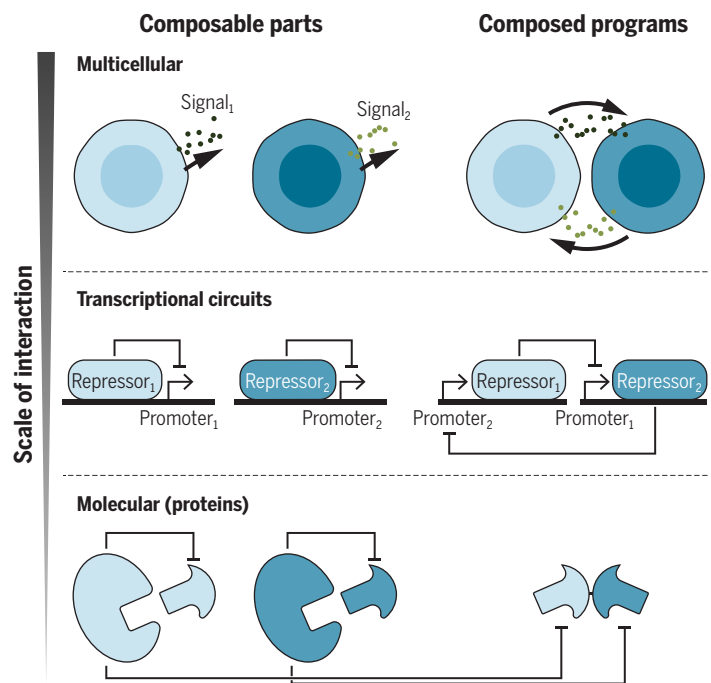 Composable parts
Composed programs
Scale of interaction
Multicellular
Signal₁
Signal₂
Transcriptional circuits
Repressor₁
Repressor₂
Repressor₁
Repressor₂
Promoter₁
Promoter₂
Promoter₂
Promoter₁
Molecular (proteins)